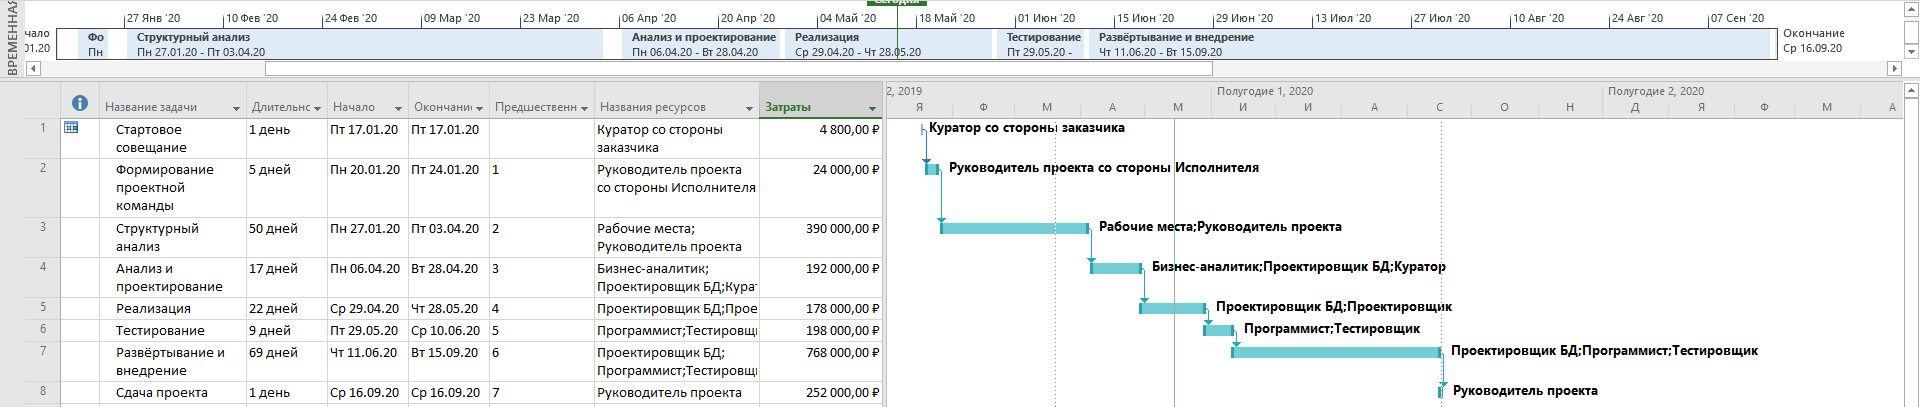 Сегодня
27 Янв '20 10 Фев '20 24 Фев '20 09 Мар '20 23 Мар '20 06 Апр '20 20 Апр '20 04 Май '20 18 Май '20 01 Июн '20 15 Июн '20 29 Июн '20 13 Июл '20 27 Июл '20 10 Авг '20 24 Авг '20 07 Сен '20
ВРЕМЕННАЯ
чало
01.20
Фо
Пн
Структурный анализ
Пн 27.01.20 - Пт 03.04.20
Анализ и проектирование
Пн 06.04.20 - Вт 28.04.20
Реализация
Ср 29.04.20 - Чт 28.05.20
Тестирование
Пт 29.05.20 -
Развёртывание и внедрение
Чт 11.06.20 - Вт 15.09.20
Окончание
Ср 16.09.20
Название задачи Длительнс Начало Окончание Предшественн Названия ресурсов Затраты
2, 2019 Полугодие 1, 2020 Полугодие 2, 2020
Я Ф М А М И И А С О Н Д Я Ф М А
1 Стартовое 1 день Пт 17.01.20 Пт 17.01.20 Куратор со стороны 4 800,00 ₽
совещание заказчика
Куратор со стороны заказчика
2 Формирование 5 дней Пн 20.01.20 Пт 24.01.20 1 Руководитель проекта 24 000,00 ₽
проектной со стороны Исполнителя
команды
Руководитель проекта со стороны Исполнителя
3 Структурный 50 дней Пн 27.01.20 Пт 03.04.20 2 Рабочие места; 390 000,00 ₽
анализ Руководитель проекта
Рабочие места;Руководитель проекта
4 Анализ и 17 дней Пн 06.04.20 Вт 28.04.20 3 Бизнес-аналитик; 192 000,00 ₽
проектирование Проектировщик БД;Курат
Бизнес-аналитик;Проектировщик БД;Куратор
5 Реализация 22 дней Ср 29.04.20 Чт 28.05.20 4 Проектировщик БД;Прое 178 000,00 ₽
Проектировщик БД;Проектировщик
6 Тестирование 9 дней Пт 29.05.20 Ср 10.06.20 5 Программист;Тестировщ 198 000,00 ₽
Программист;Тестировщик
7 Развёртывание и 69 дней Чт 11.06.20 Вт 15.09.20 6 Проектировщик БД; 768 000,00 ₽
внедрение Программист;Тестировщ
Проектировщик БД;Программист;Тестировщик
8 Сдача проекта 1 день Ср 16.09.20 Ср 16.09.20 7 Руководитель проекта 252 000,00 ₽
Руководитель проекта